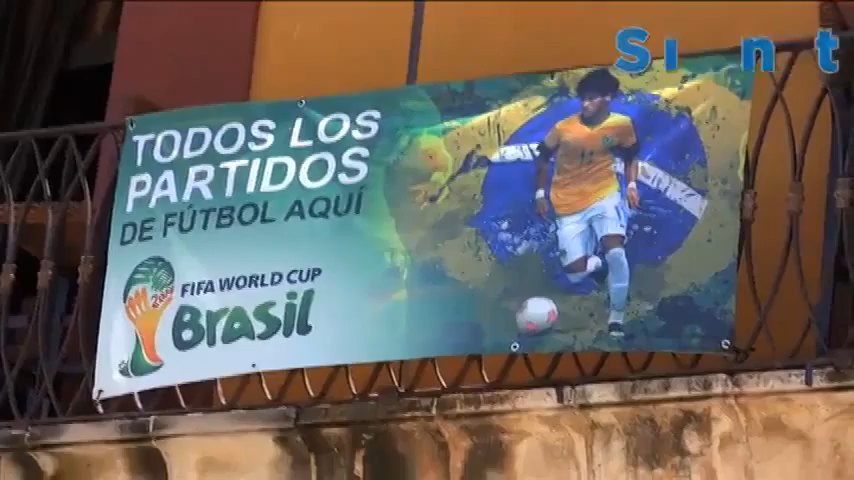 TODOS LOS
PARTIDOS
DE FÚTBOL AQUÍ
FIFA WORLD CUP
Brasil